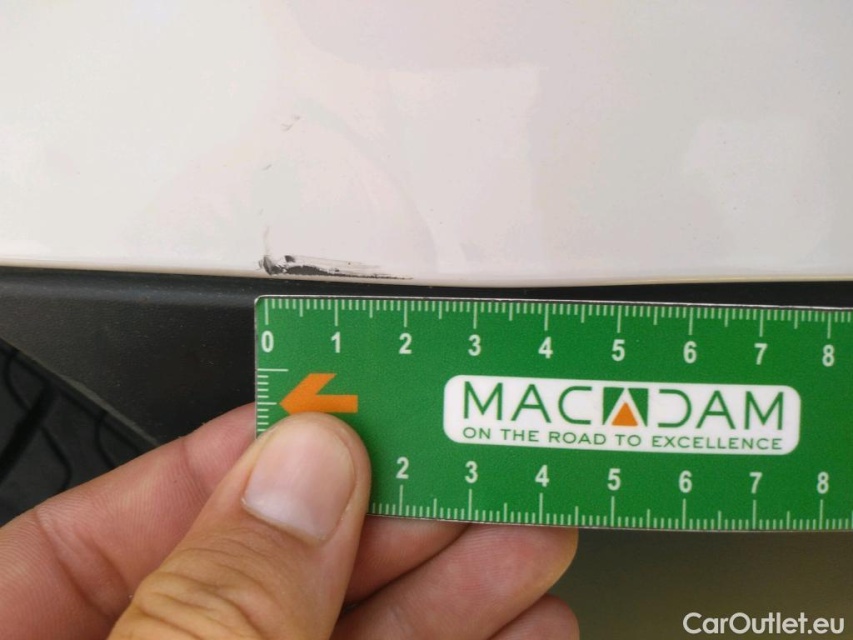 0 1 2 3 4 5 6 7 8
MACADAM
ON THE ROAD TO EXCELLENCE
2 3 4 5 6 7 8
CarOutlet.eu